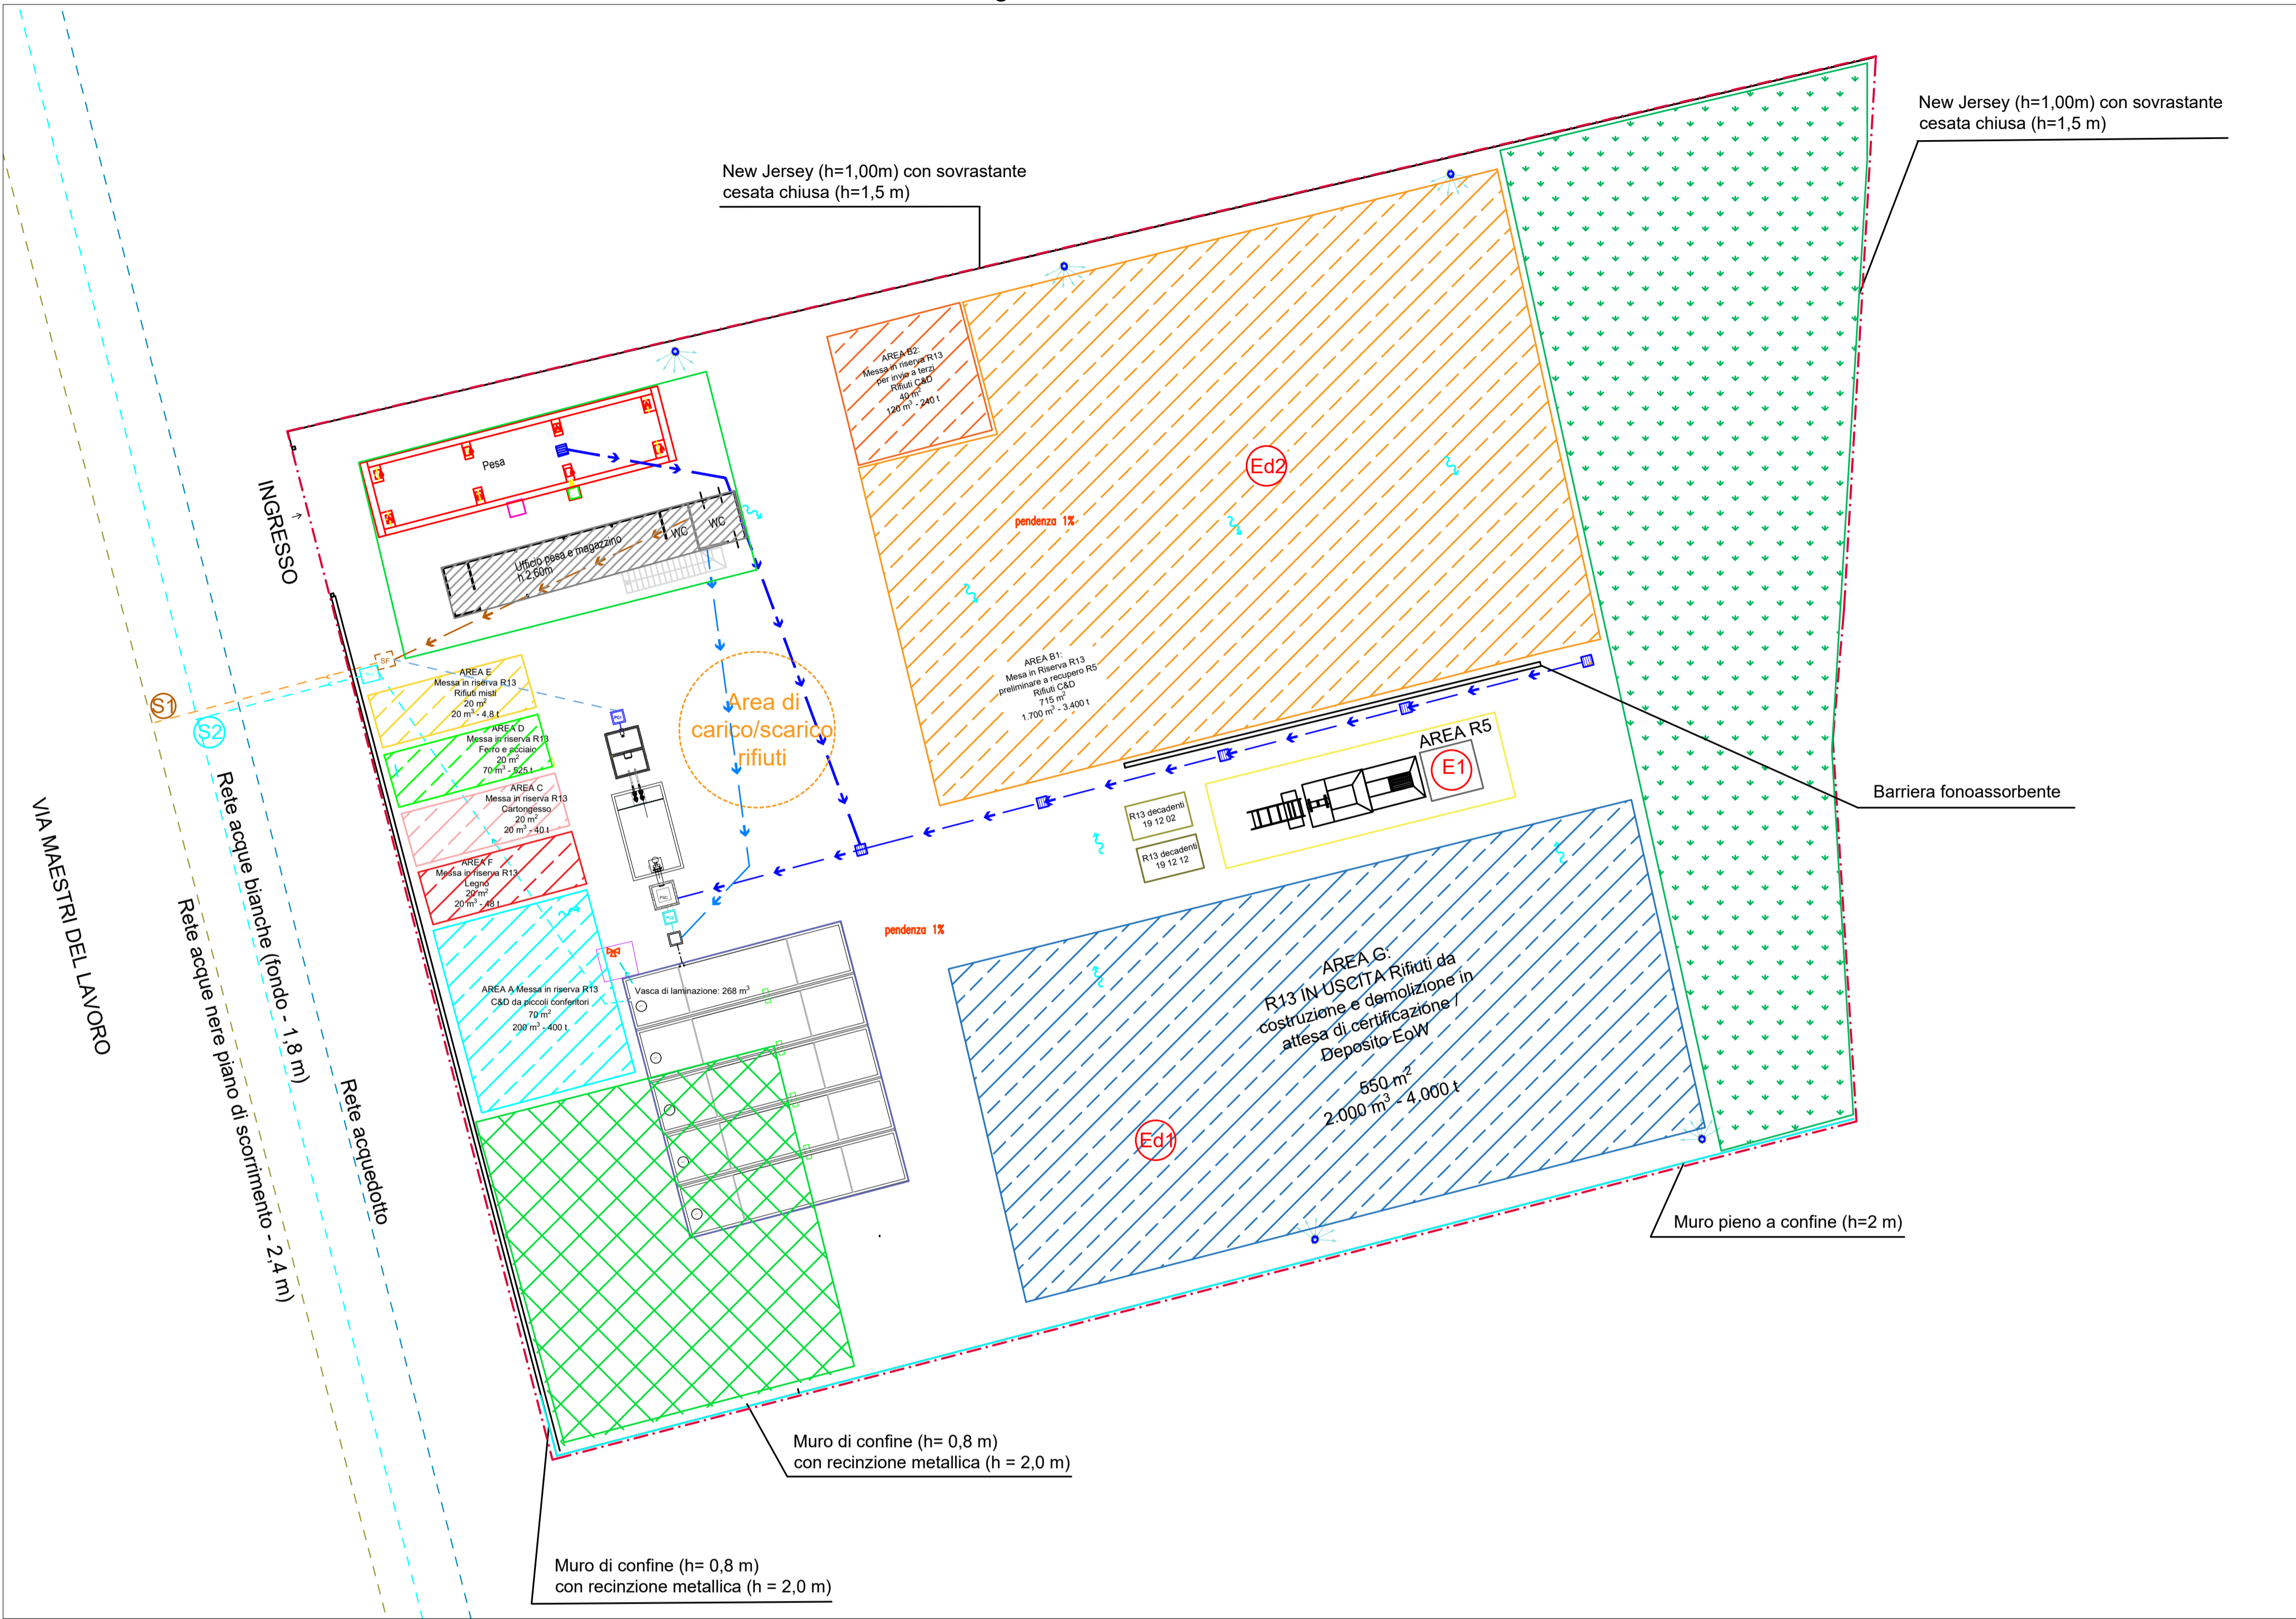 New Jersey (h=1,00m) con sovrastante
cesata chiusa (h=1,5 m)
New Jersey (h=1,00m) con sovrastante
cesata chiusa (h=1,5 m)
INGRESSO
Pesa
Ufficio pesa e magazzino
h 2,60m
WC
WC
AREA B2:
Messa in riserva R13
per invio a terzi
Rifiuti C&D
40 m²
120 m³ - 240 t
Ed2
pendenza 1%
AREA B1:
Mesa in Riserva R13
preliminare a recupero R5
Rifiuti C&D
715 m²
1.700 m³ - 3.400 t
SF
S1
S2
AREA E
Messa in riserva R13
Rifiuti misti
20 m²
20 m³ - 4,8 t
AREA D
Messa in riserva R13
Ferro e acciaio
20 m²
70 m³ - 525 t
AREA C
Messa in riserva R13
Cartongesso
20 m²
20 m³ - 40 t
AREA F
Messa in riserva R13
Legno
20 m²
20 m³ - 48 t
AREA A Messa in riserva R13
C&D da piccoli conferitori
70 m²
200 m³ - 400 t
Area di
carico/scarico
rifiuti
AREA R5
E1
R13 decadenti
19 12 02
R13 decadenti
19 12 12
Barriera fonoassorbente
pendenza 1%
Vasca di laminazione: 268 m³
AREA G:
R13 IN USCITA Rifiuti da
costruzione e demolizione in
attesa di certificazione /
Deposito EoW
550 m²
2.000 m³ - 4.000 t
Ed1
VIA MAESTRI DEL LAVORO
Rete acque nere piano di scorrimento - 2,4 m)
Rete acque bianche (fondo - 1,8 m)
Rete acquedotto
Muro pieno a confine (h=2 m)
Muro di confine (h= 0,8 m)
con recinzione metallica (h = 2,0 m)
Muro di confine (h= 0,8 m)
con recinzione metallica (h = 2,0 m)